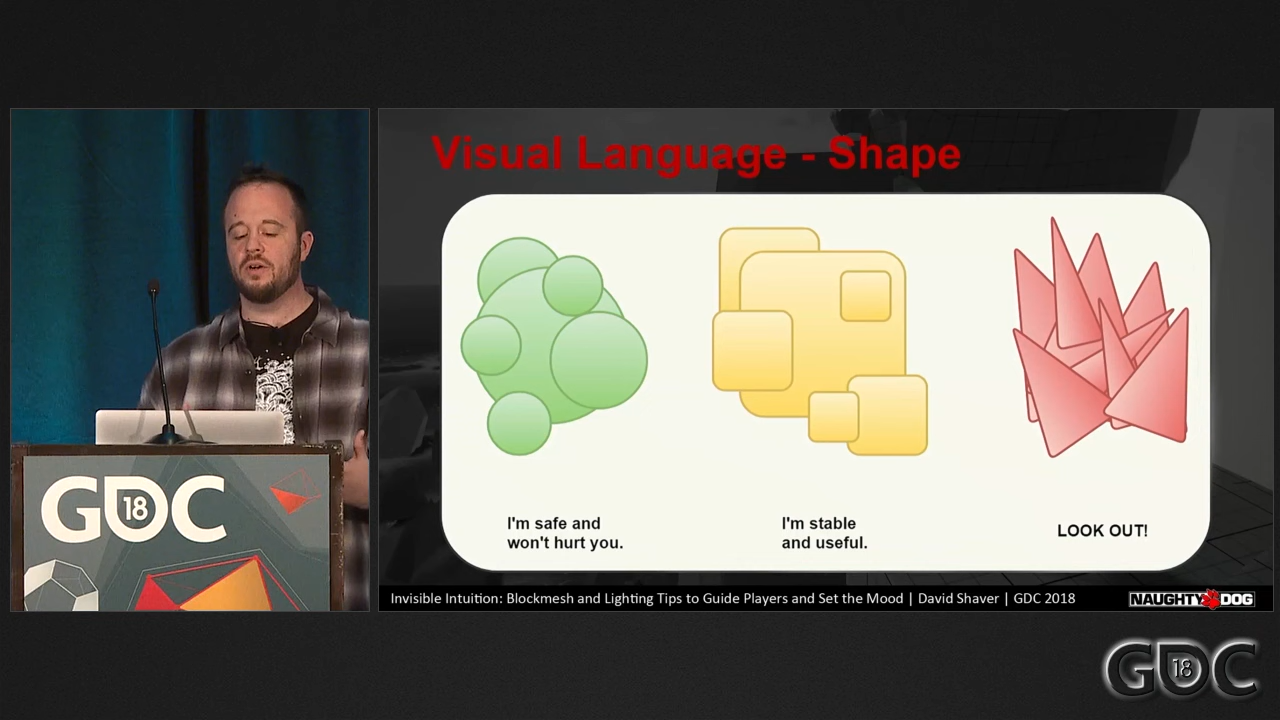 Visual Language - Shape
I'm safe and
won't hurt you.
I'm stable
and useful.
LOOK OUT!
GDC
18
Invisible Intuition: Blockmesh and Lighting Tips to Guide Players and Set the Mood | David Shaver | GDC 2018
NAUGHTY DOG
GDC
18